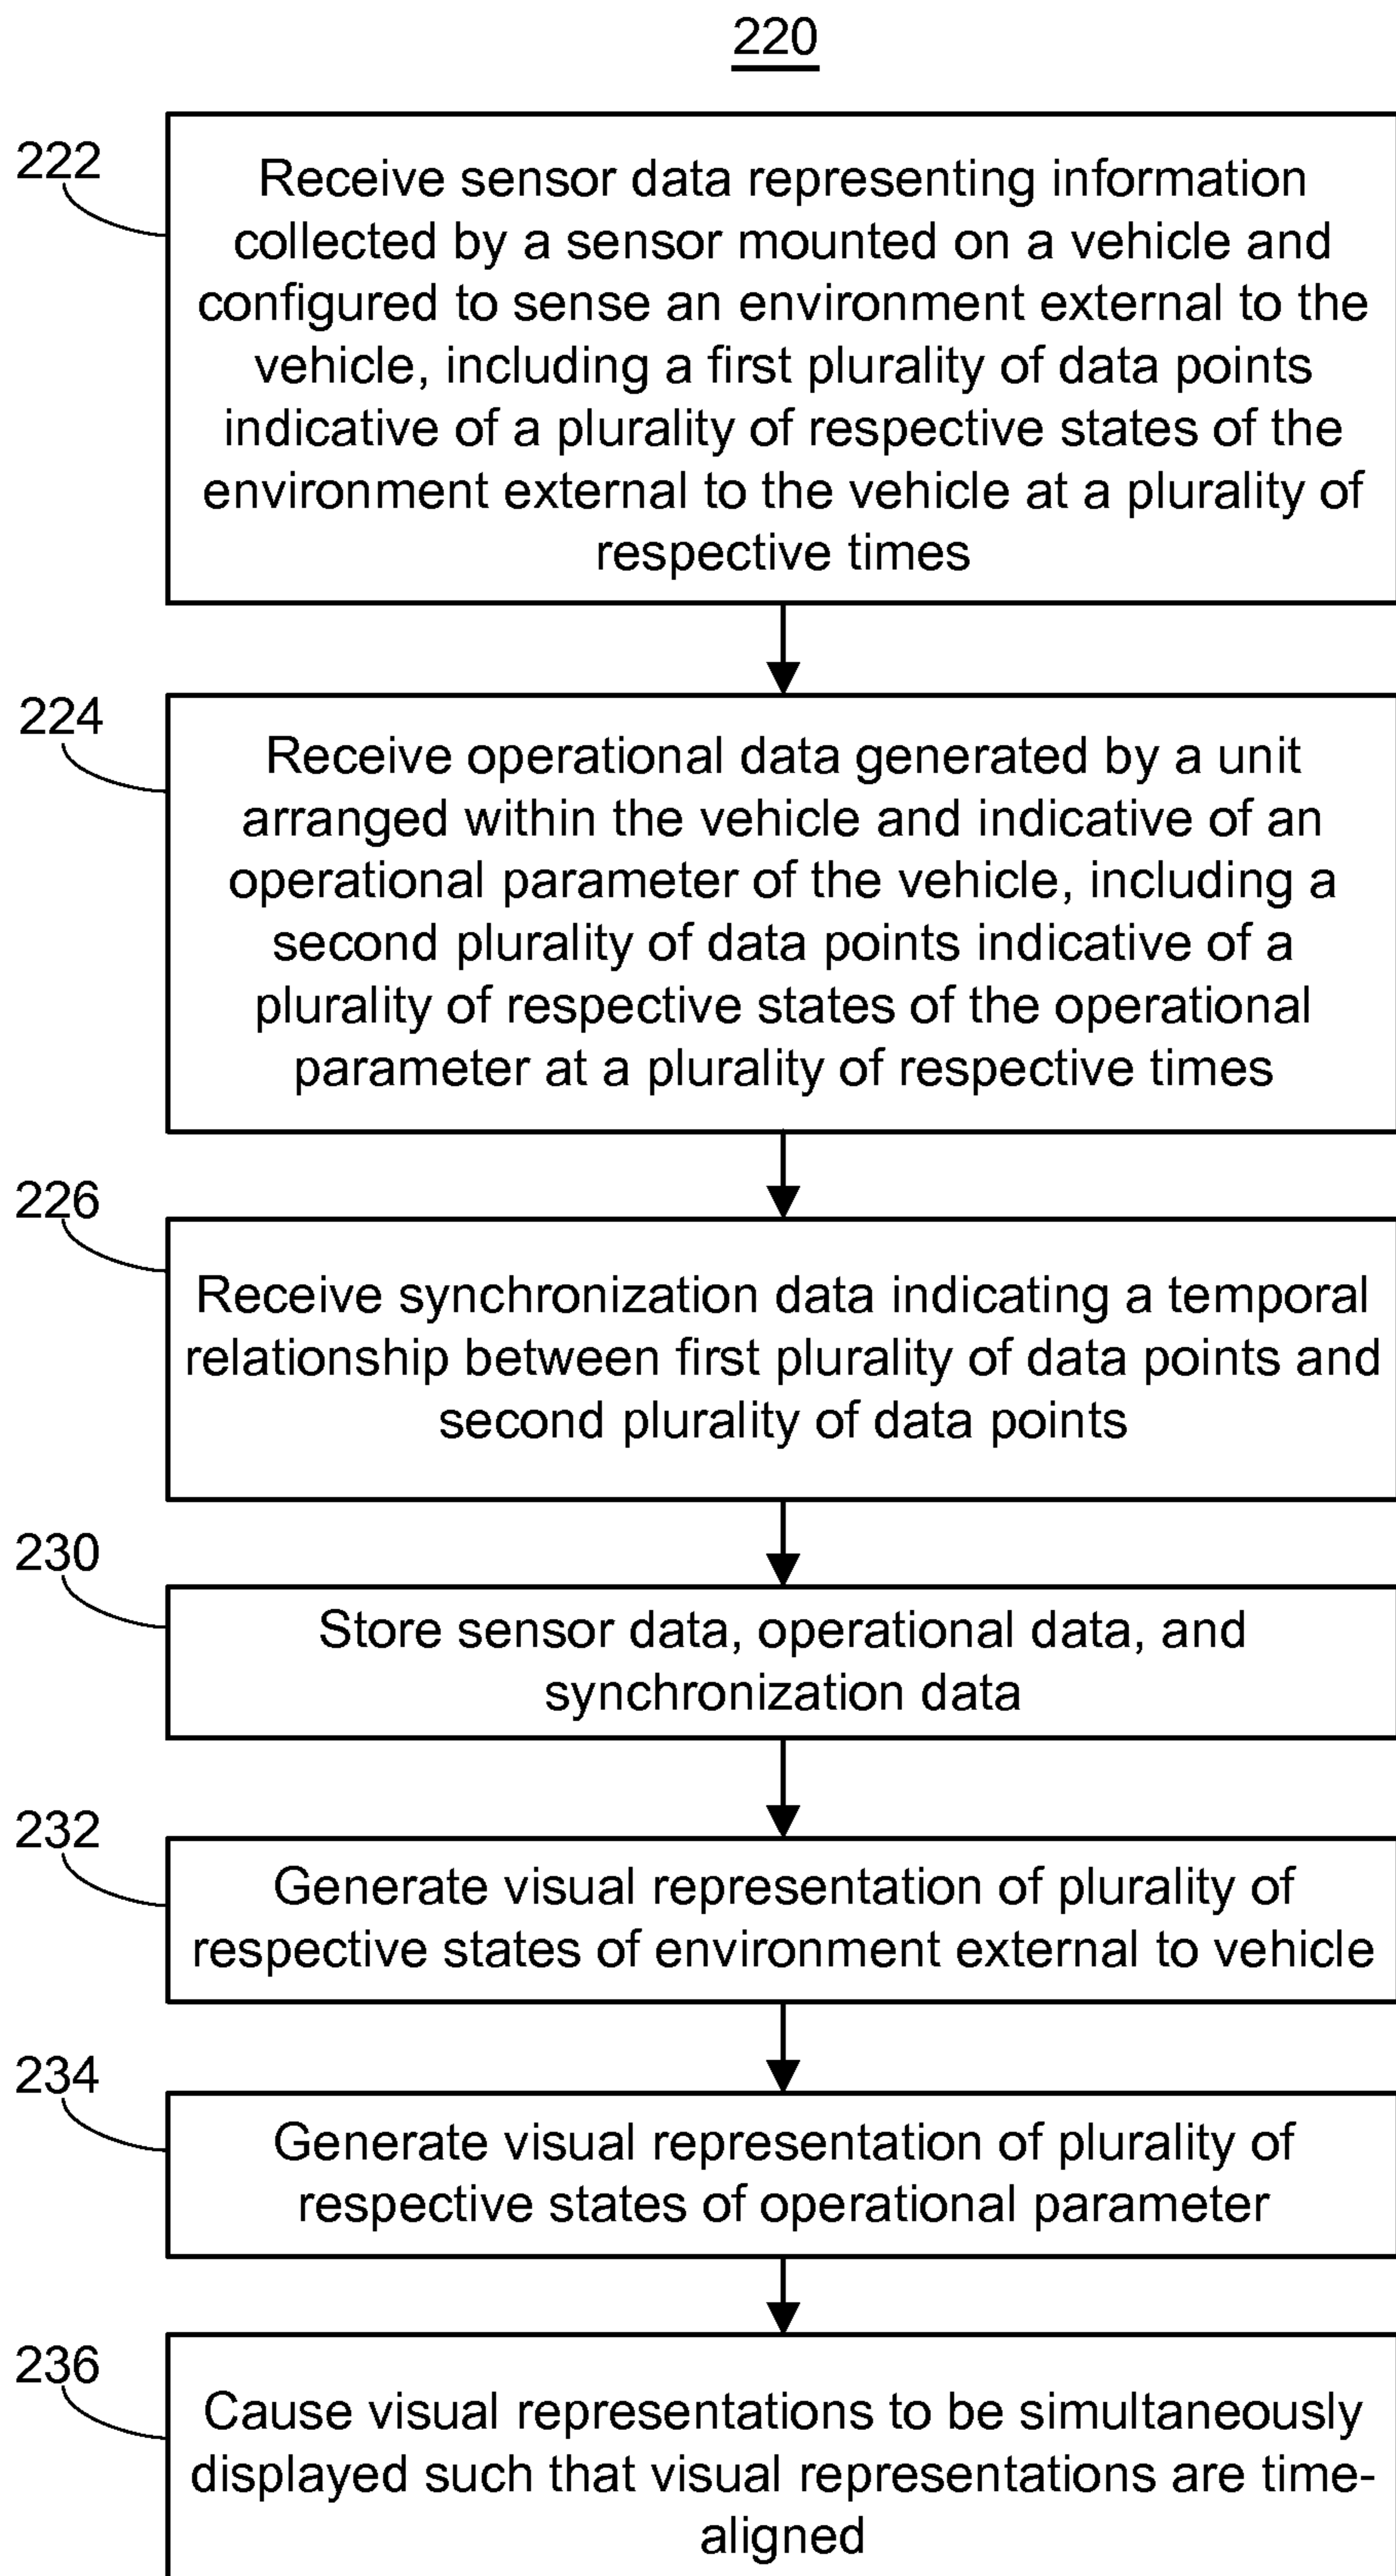 220
222
Receive sensor data representing information
collected by a sensor mounted on a vehicle and
configured to sense an environment external to the
vehicle, including a first plurality of data points
indicative of a plurality of respective states of the
environment external to the vehicle at a plurality of
respective times
224
Receive operational data generated by a unit
arranged within the vehicle and indicative of an
operational parameter of the vehicle, including a
second plurality of data points indicative of a
plurality of respective states of the operational
parameter at a plurality of respective times
226
Receive synchronization data indicating a temporal
relationship between first plurality of data points and
second plurality of data points
230
Store sensor data, operational data, and
synchronization data
232
Generate visual representation of plurality of
respective states of environment external to vehicle
234
Generate visual representation of plurality of
respective states of operational parameter
236
Cause visual representations to be simultaneously
displayed such that visual representations are time-
aligned